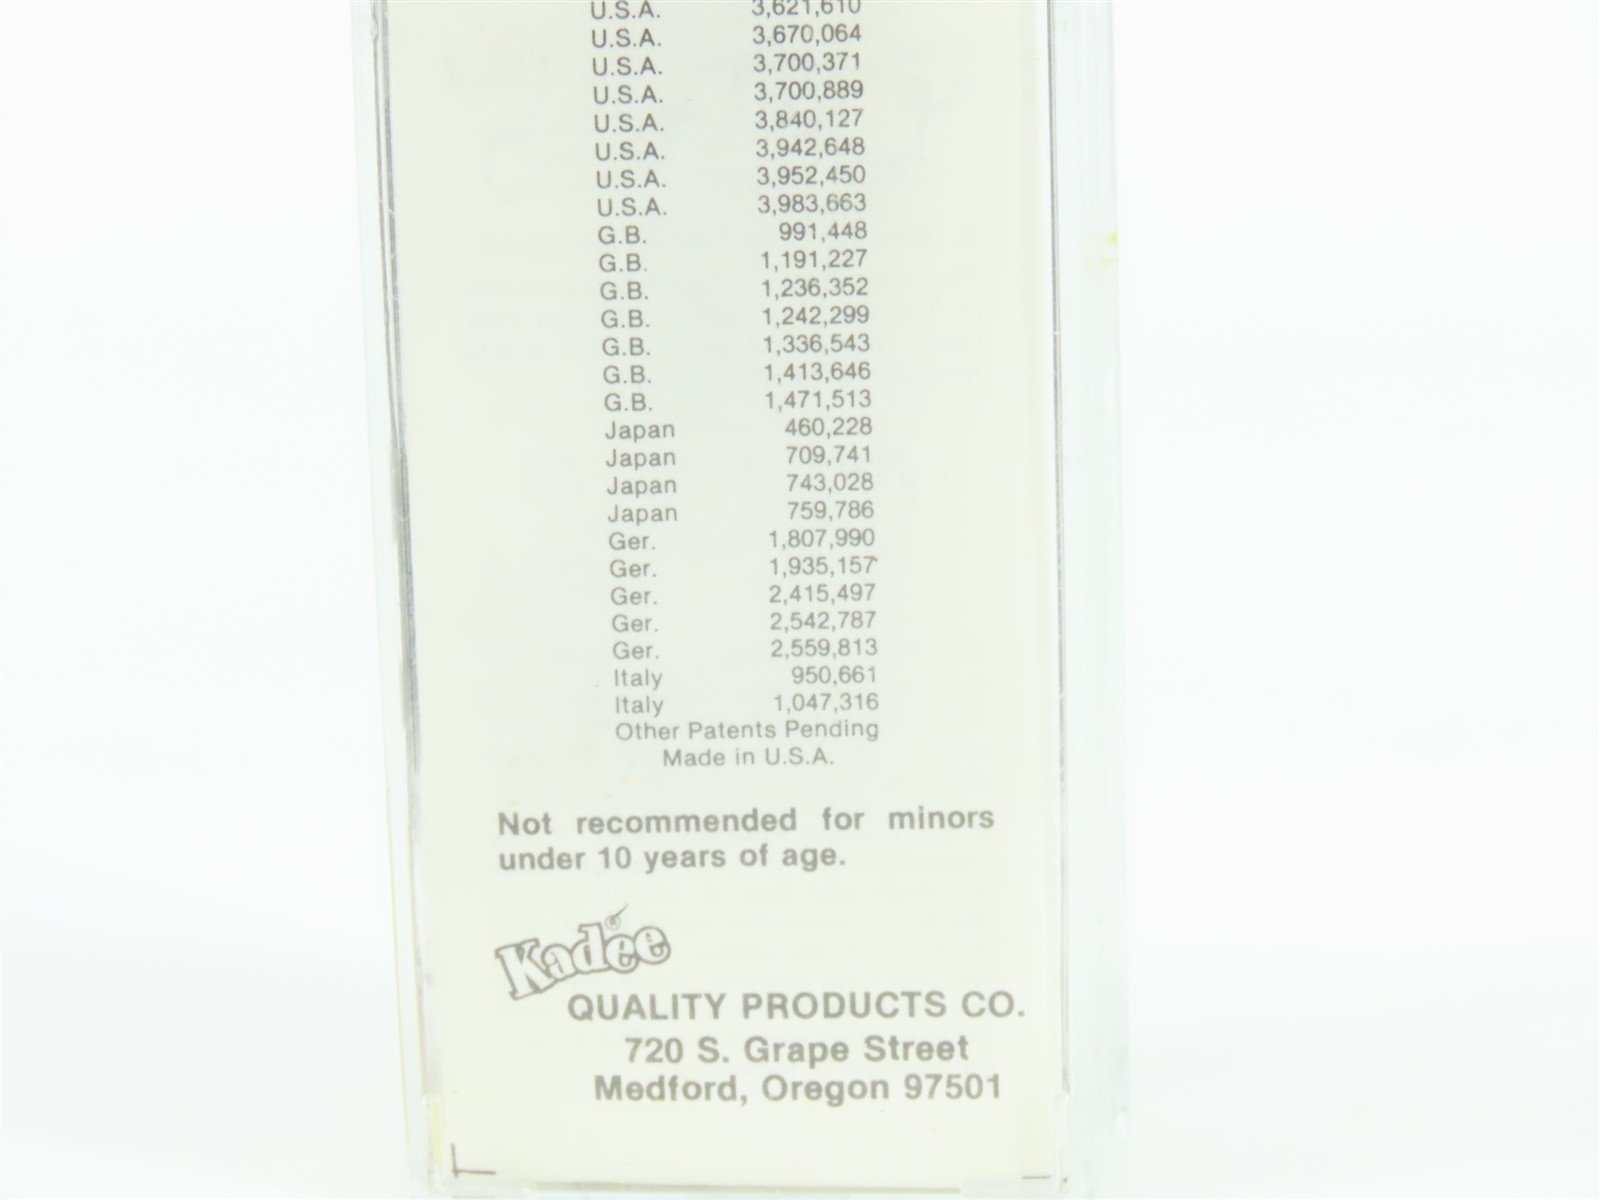 U.S.A. 3,621,610
U.S.A. 3,670,064
U.S.A. 3,700,371
U.S.A. 3,700,889
U.S.A. 3,840,127
U.S.A. 3,942,648
U.S.A. 3,952,450
U.S.A. 3,983,663
G.B. 991,448
G.B. 1,191,227
G.B. 1,236,352
G.B. 1,242,299
G.B. 1,336,543
G.B. 1,413,646
G.B. 1,471,513
Japan 460,228
Japan 709,741
Japan 743,028
Japan 759,786
Ger. 1,807,990
Ger. 1,935,157
Ger. 2,415,497
Ger. 2,542,787
Ger. 2,559,813
Italy 950,661
Italy 1,047,316
Other Patents Pending
Made in U.S.A.
Not recommended for minors
under 10 years of age.
Kadee®
QUALITY PRODUCTS CO.
720 S. Grape Street
Medford, Oregon 97501